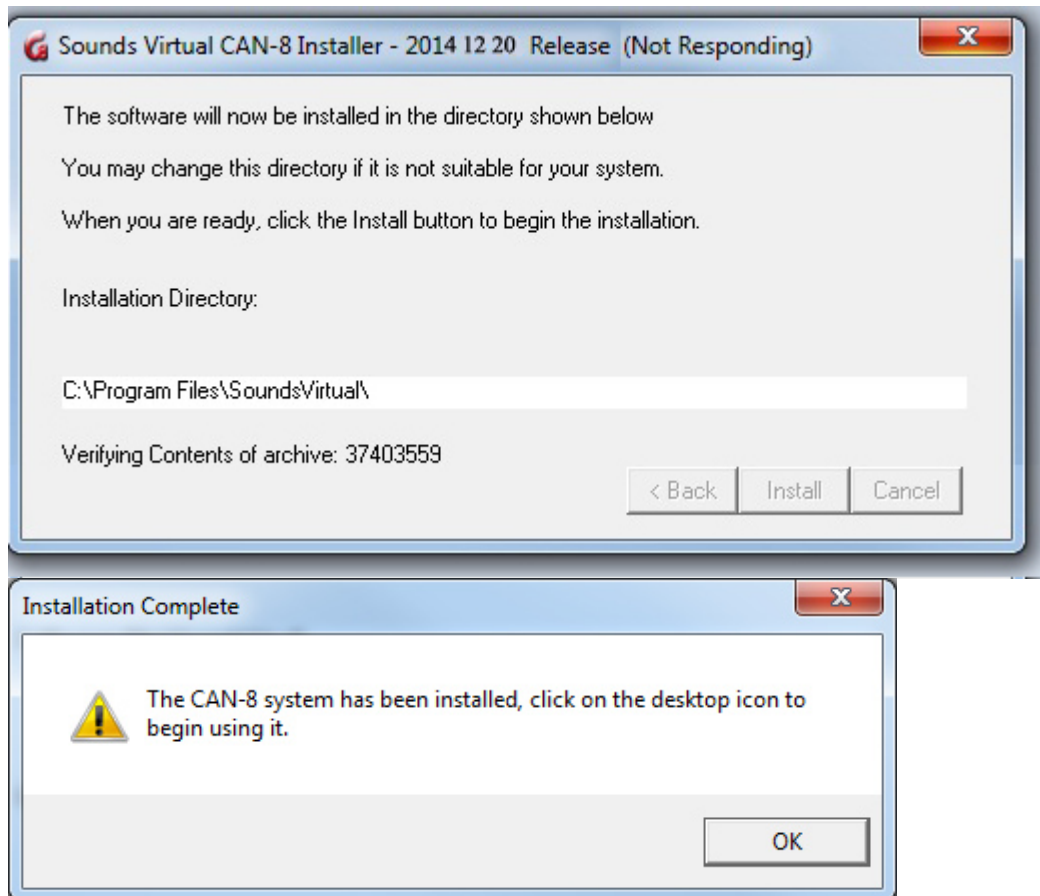 Sounds Virtual CAN-8 Installer - 2014 12 20 Release (Not Responding)
The software will now be installed in the directory shown below
You may change this directory if it is not suitable for your system.
When you are ready, click the Install button to begin the installation.
Installation Directory:
C:\Program Files\SoundsVirtual\
Verifying Contents of archive: 37403559
< Back Install Cancel
Installation Complete
The CAN-8 system has been installed, click on the desktop icon to
begin using it.
OK